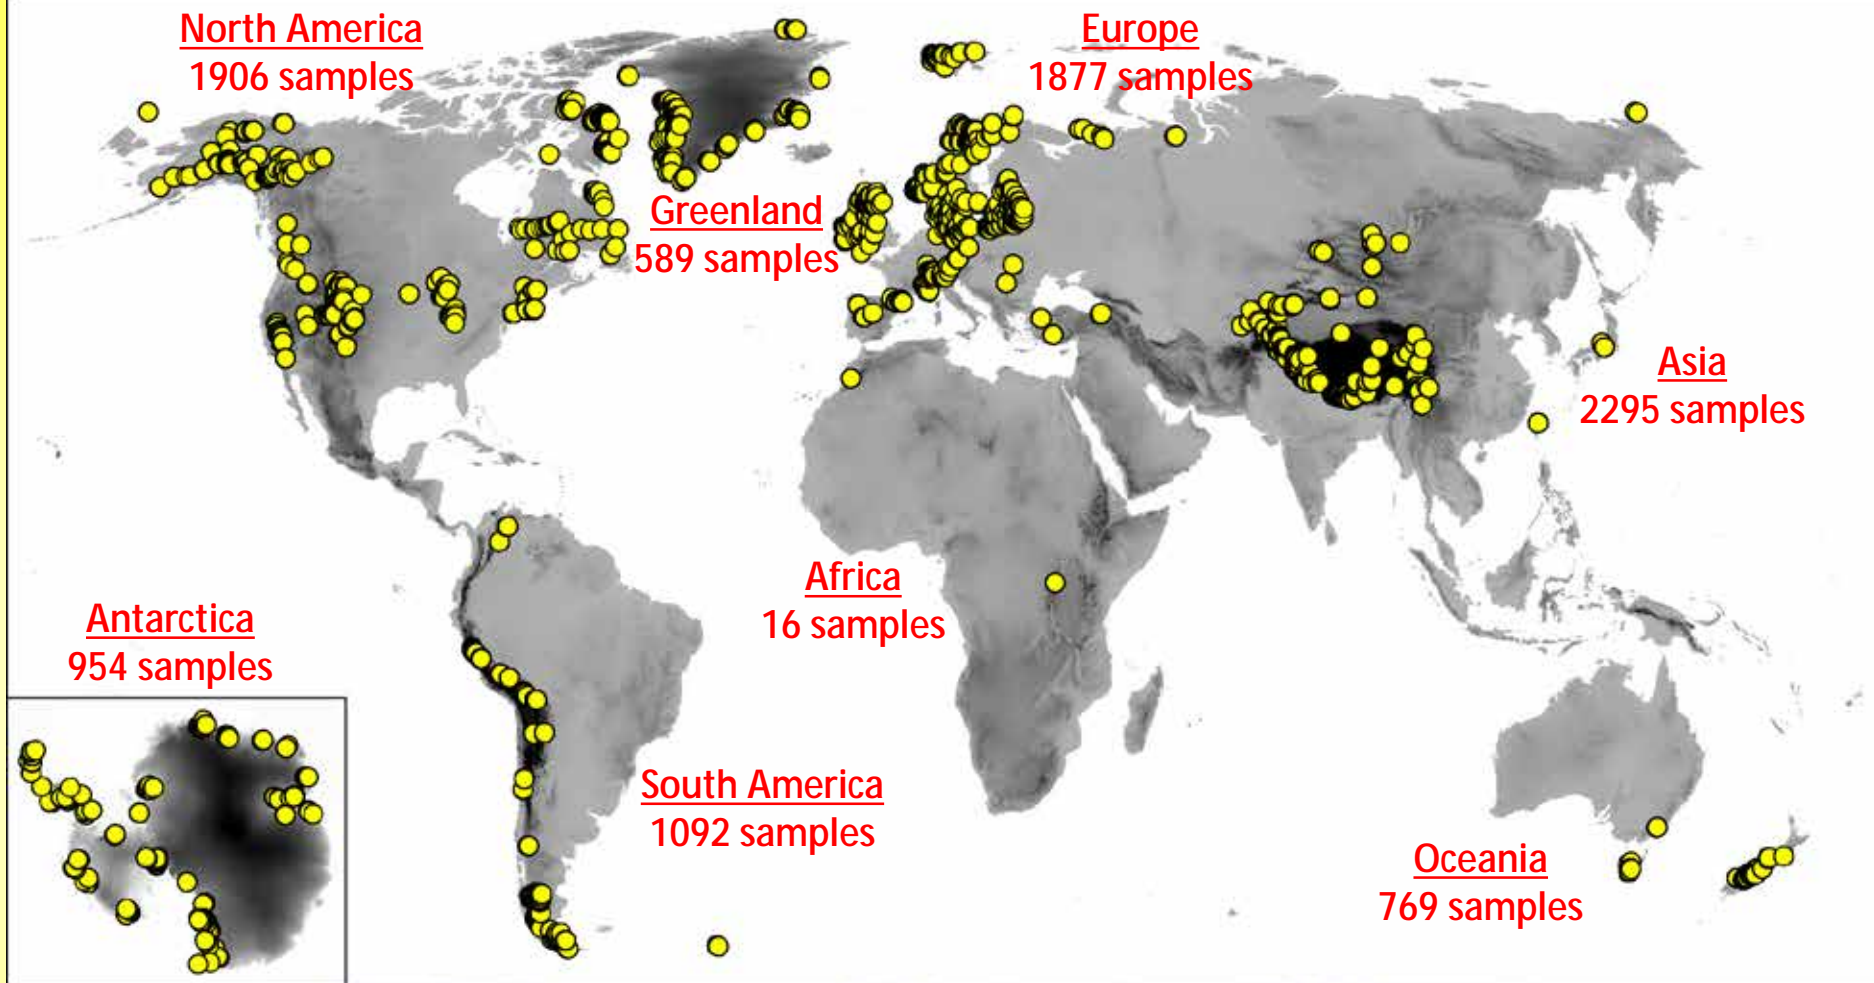 North America
1906 samples
Europe
1877 samples
Greenland
589 samples
Asia
2295 samples
Africa
16 samples
Antarctica
954 samples
South America
1092 samples
Oceania
769 samples